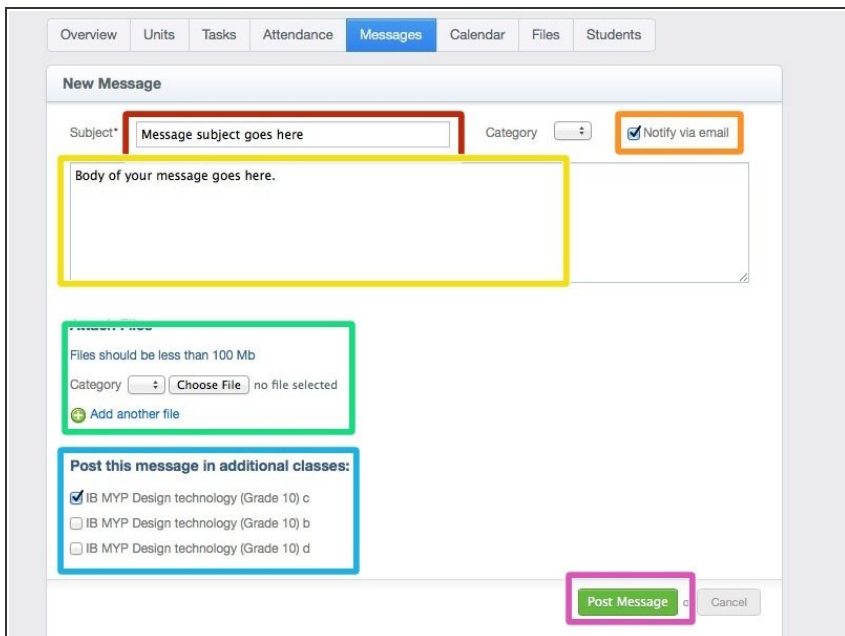 Overview Units Tasks Attendance Messages Calendar Files Students
New Message
Subject* Message subject goes here Category Notify via email
Body of your message goes here.
Attach Files
Files should be less than 100 Mb
Category Choose File no file selected
Add another file
Post this message in additional classes:
IB MYP Design technology (Grade 10) c
IB MYP Design technology (Grade 10) b
IB MYP Design technology (Grade 10) d
Post Message Cancel